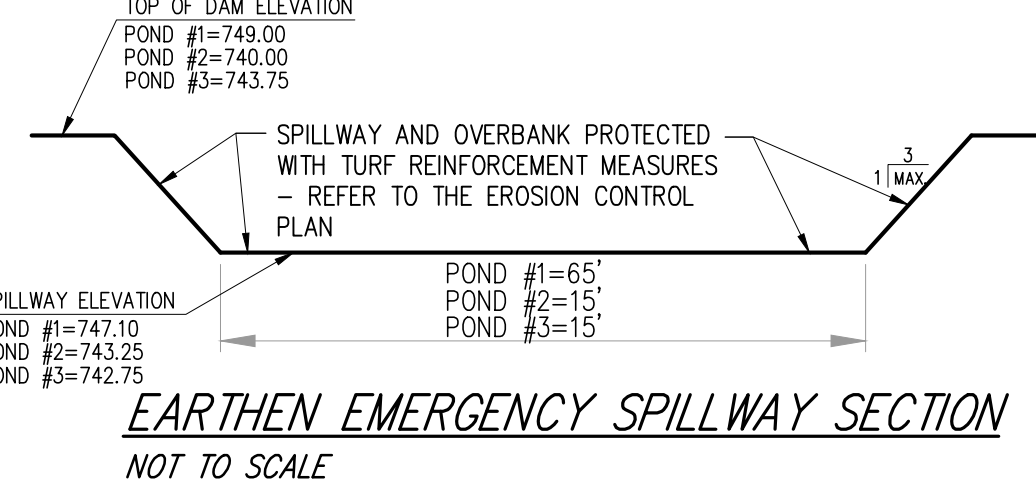 TOP OF DAM ELEVATION
POND #1=749.00
POND #2=740.00
POND #3=743.75
SPILLWAY AND OVERBANK PROTECTED
WITH TURF REINFORCEMENT MEASURES
– REFER TO THE EROSION CONTROL
PLAN
3
1 MAX.
POND #1=65'
POND #2=15'
POND #3=15'
PILLWAY ELEVATION
OND #1=747.10
OND #2=743.25
OND #3=742.75
EARTHEN EMERGENCY SPILLWAY SECTION
NOT TO SCALE